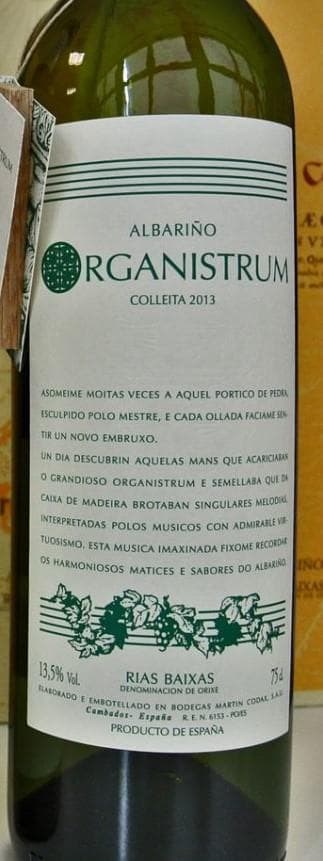 ALBARIÑO
ORGANISTRUM
COLLEITA 2013
ASOMEIME MOITAS VECES A AQUEL PORTICO DE PEDRA,
ESCULPIDO POLO MESTRE, E CADA OLLADA FACIAME SEN-
TIR UN NOVO EMBRUXO.
UN DIA DESCUBRIN AQUELAS MANS QUE ACARICIABAN
O GRANDIOSO ORGANISTRUM E SEMELLABA QUE DA
CAIXA DE MADEIRA BROTABAN SINGULARES MELODIAS,
INTERPRETADAS POLOS MUSICOS CON ADMIRABLE VIR-
TUOSISMO. ESTA MUSICA IMAXINADA FIXOME RECORDAR
OS HARMONIOSOS MATICES E SABORES DO ALBARIÑO.
13,5% Vol. RIAS BAIXAS 75 cl.
DENOMINACION DE ORIXE
ELABORADO E EMBOTELLADO EN BODEGAS MARTIN CODAX, S.A.U.
Cambados - España R. E. N. 6153 - PO/ES
PRODUCTO DE ESPAÑA